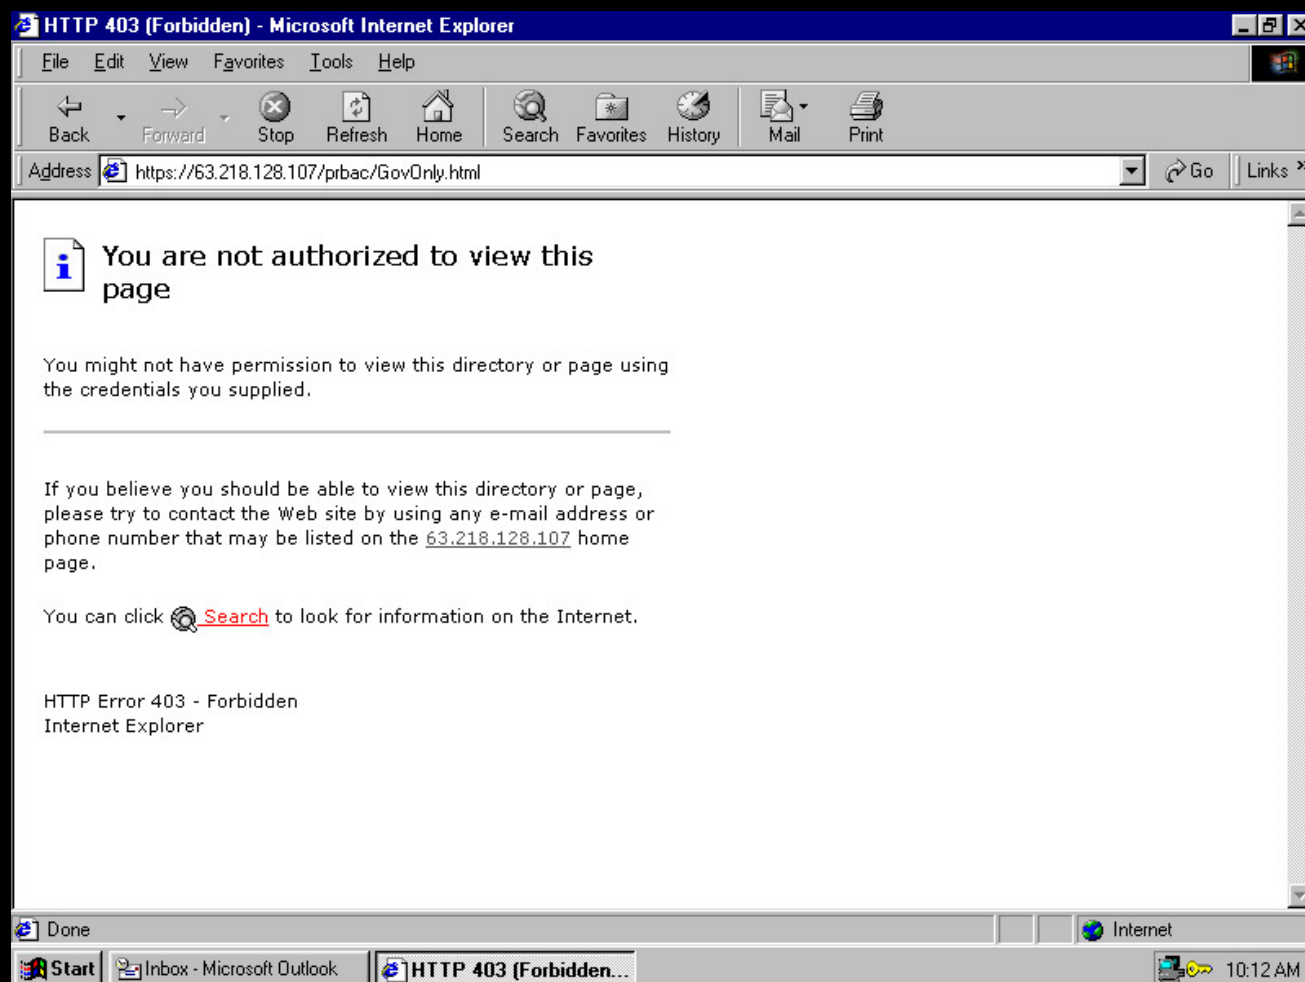 HTTP 403 (Forbidden) - Microsoft Internet Explorer
File Edit View Favorites Tools Help
Back Forward Stop Refresh Home Search Favorites History Mail Print
Address https://63.218.128.107/prbac/GovOnly.html Go Links »
You are not authorized to view this
page
You might not have permission to view this directory or page using
the credentials you supplied.
If you believe you should be able to view this directory or page,
please try to contact the Web site by using any e-mail address or
phone number that may be listed on the 63.218.128.107 home
page.
You can click Search to look for information on the Internet.
HTTP Error 403 - Forbidden
Internet Explorer
Done Internet
Start Inbox - Microsoft Outlook HTTP 403 (Forbidden... 10:12 AM